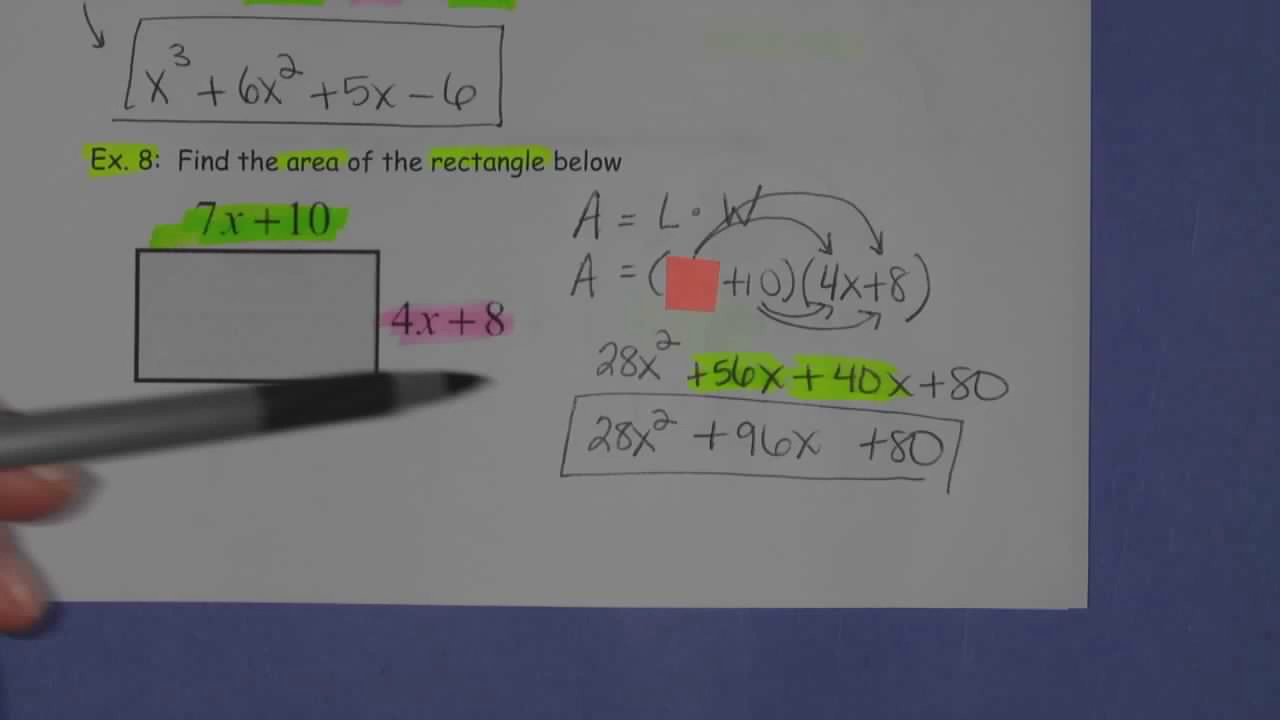 x³ + 6x² + 5x - 6
Ex. 8: Find the area of the rectangle below
7x+10
4x+8
A = L · W
A = ( +10)(4x+8)
28x² +56x + 40x +80
28x² +96x +80